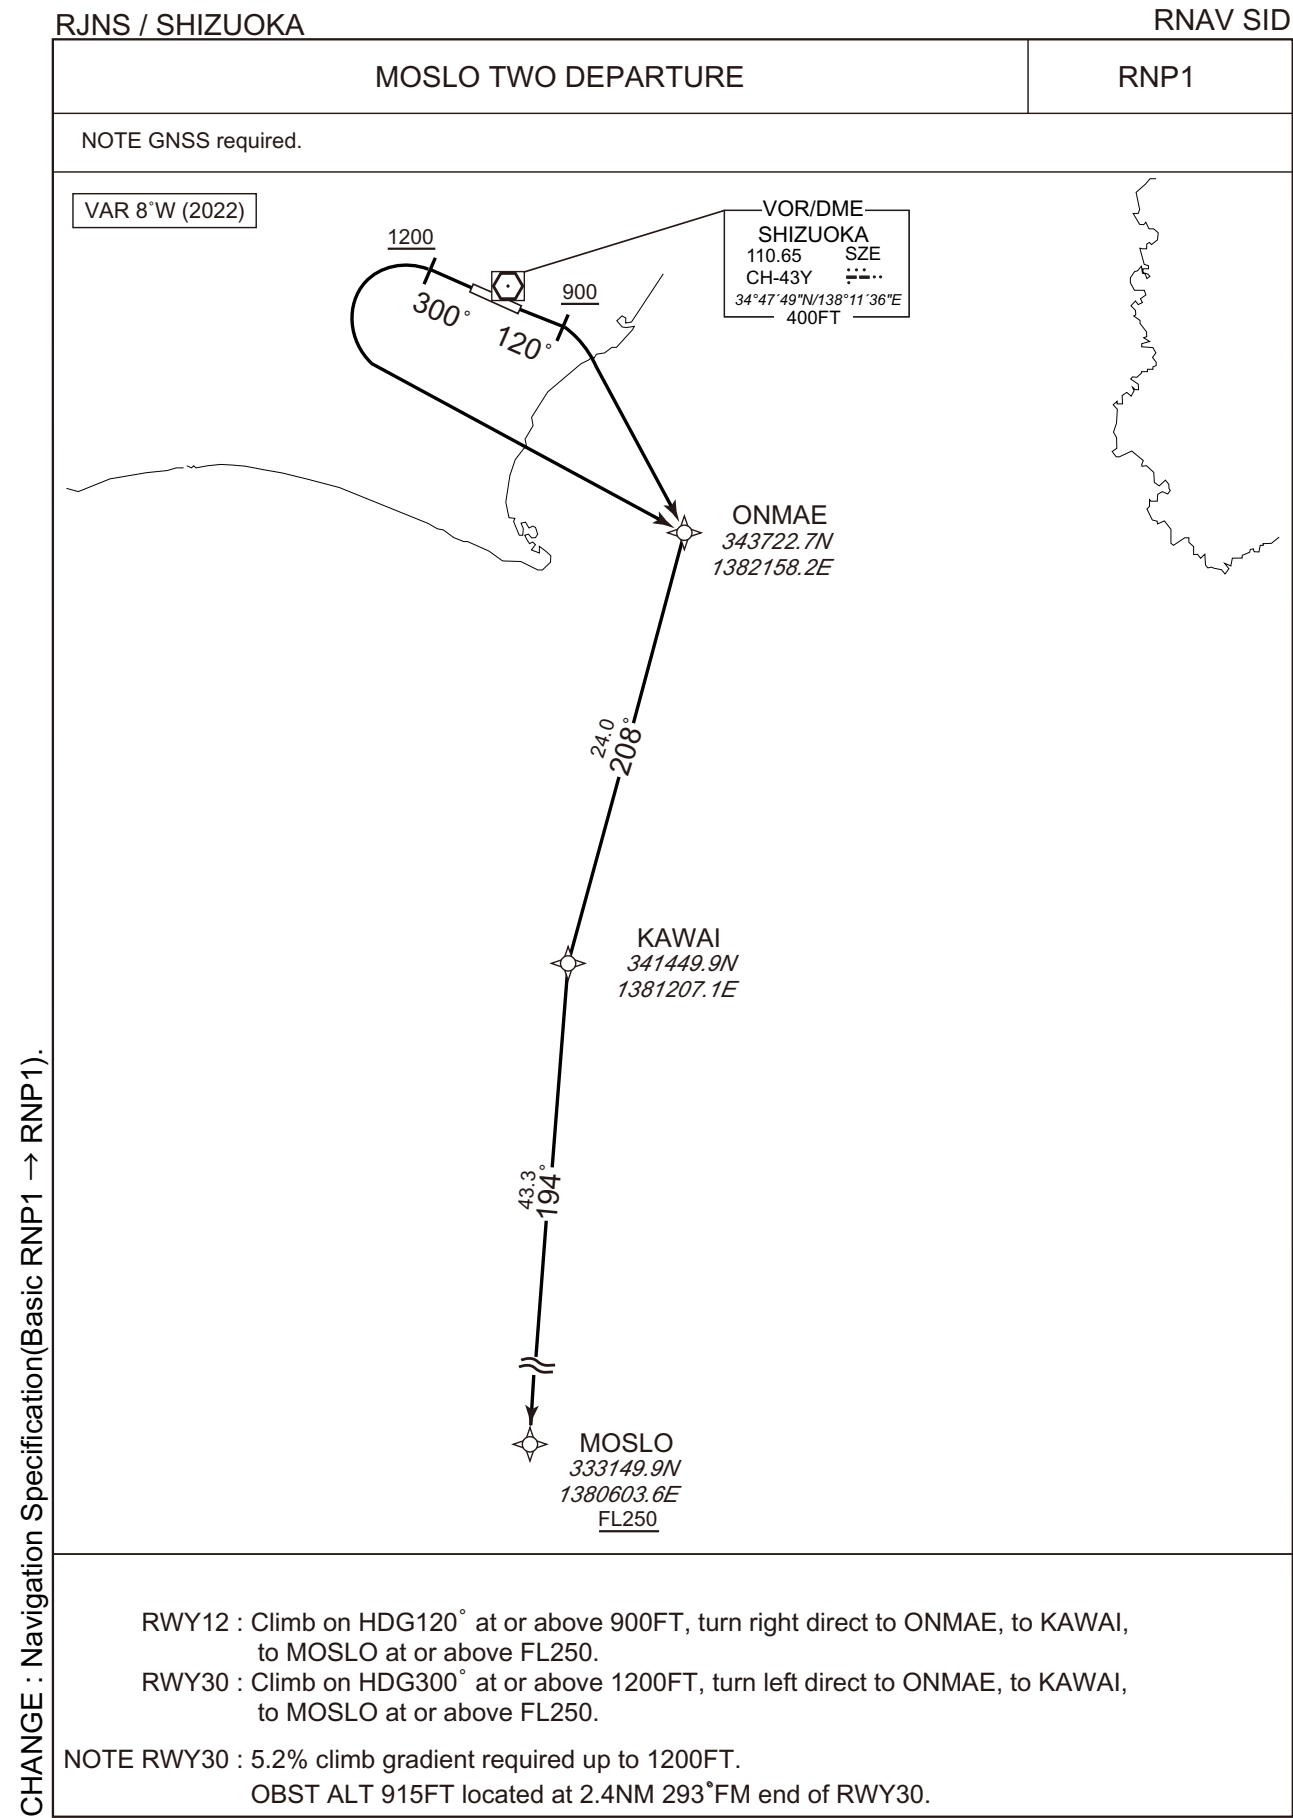 RJNS / SHIZUOKA
RNAV SID
MOSLO TWO DEPARTURE
RNP1
NOTE GNSS required.
VAR 8˚W (2022)
VOR/DME
SHIZUOKA
110.65 SZE
CH-43Y
34°47´49"N/138°11´36"E
400FT
1200
300˚
900
120˚
ONMAE
343722.7N
1382158.2E
24.0
208˚
KAWAI
341449.9N
1381207.1E
43.3
194˚
MOSLO
333149.9N
1380603.6E
FL250
RWY12 : Climb on HDG120˚ at or above 900FT, turn right direct to ONMAE, to KAWAI,
to MOSLO at or above FL250.
RWY30 : Climb on HDG300˚ at or above 1200FT, turn left direct to ONMAE, to KAWAI,
to MOSLO at or above FL250.
NOTE RWY30 : 5.2% climb gradient required up to 1200FT.
OBST ALT 915FT located at 2.4NM 293˚FM end of RWY30.
CHANGE : Navigation Specification(Basic RNP1 → RNP1).